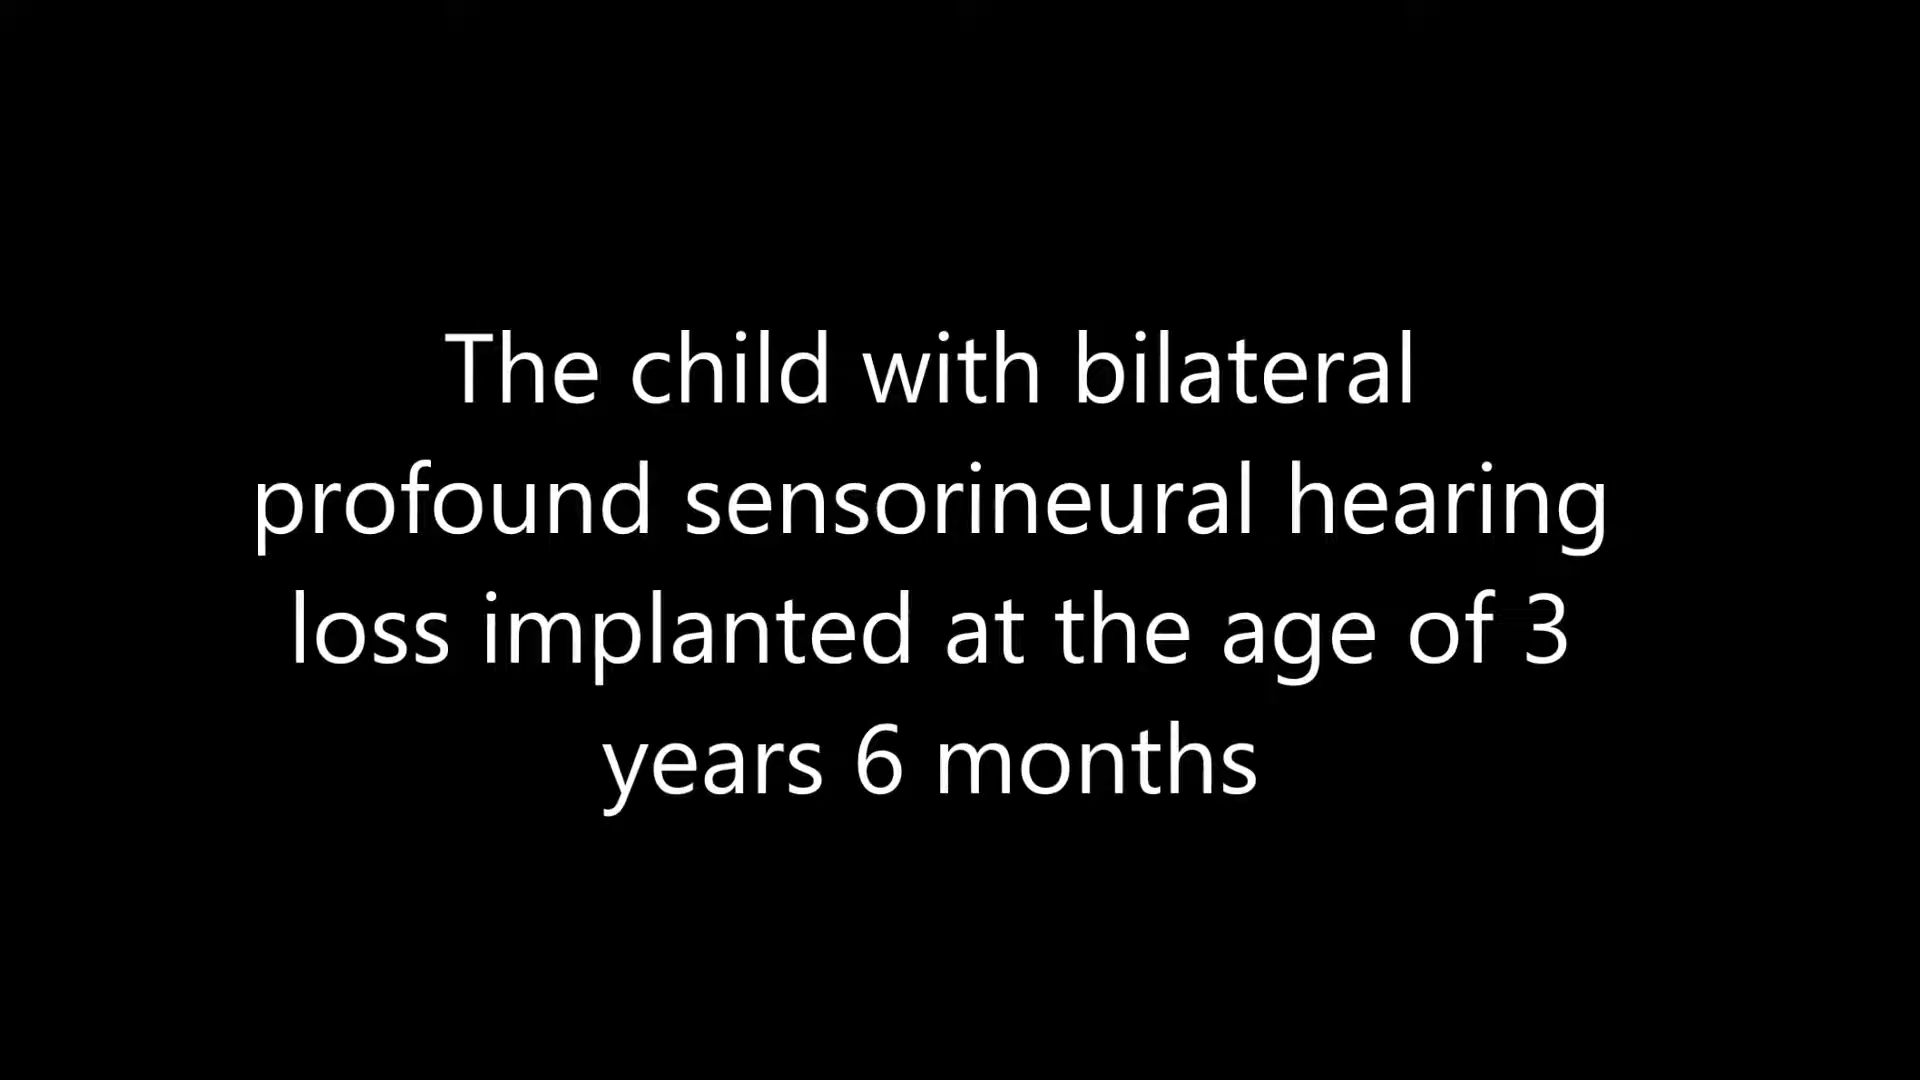 The child with bilateral
profound sensorineural hearing
loss implanted at the age of 3
years 6 months